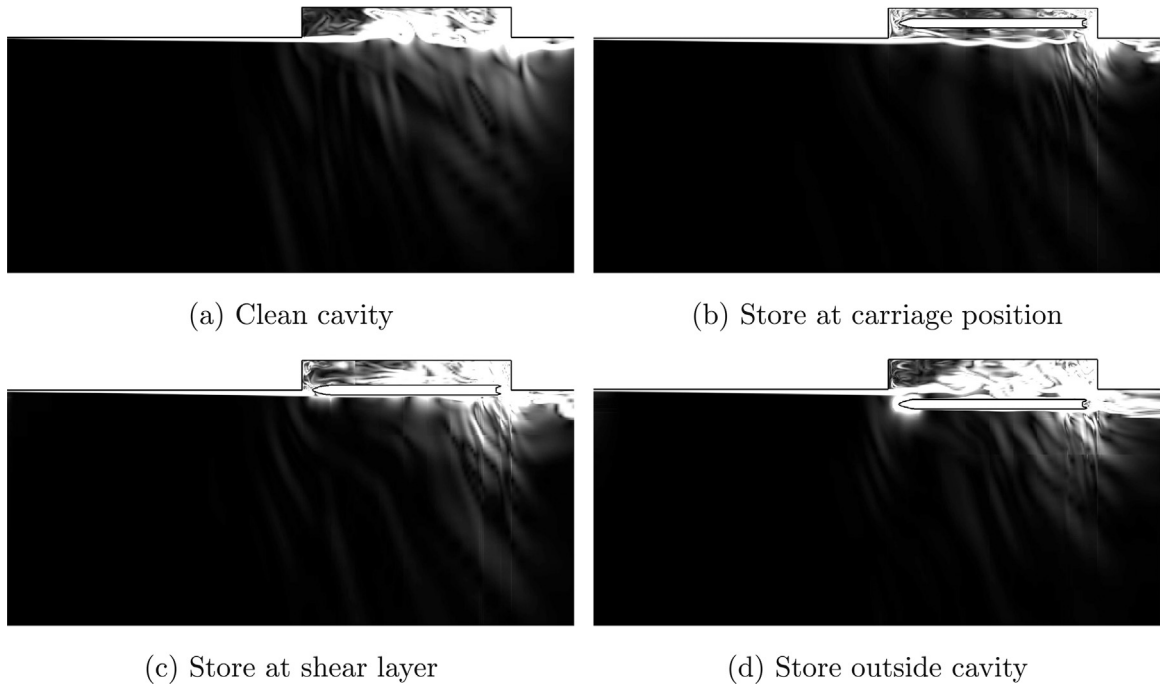 (a) Clean cavity
(b) Store at carriage position
(c) Store at shear layer
(d) Store outside cavity